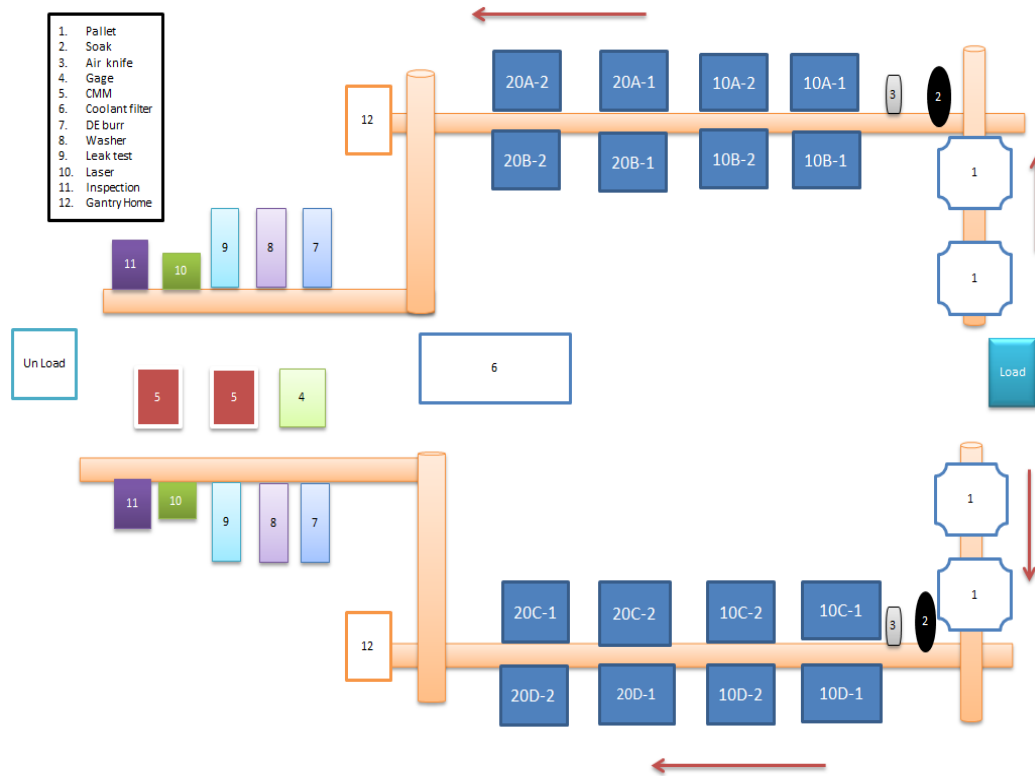 1. Pallet
2. Soak
3. Air knife
4. Gage
5. CMM
6. Coolant filter
7. DE burr
8. Washer
9. Leak test
10. Laser
11. Inspection
12. Gantry Home
20A-2 20A-1 10A-2 10A-1 3 2
12
20B-2 20B-1 10B-2 10B-1 1
11 10 9 8 7 1
Un Load 6 Load
5 5 4
11 10 9 8 7 1
20C-1 20C-2 10C-2 10C-1 3 2 1
12
20D-2 20D-1 10D-2 10D-1